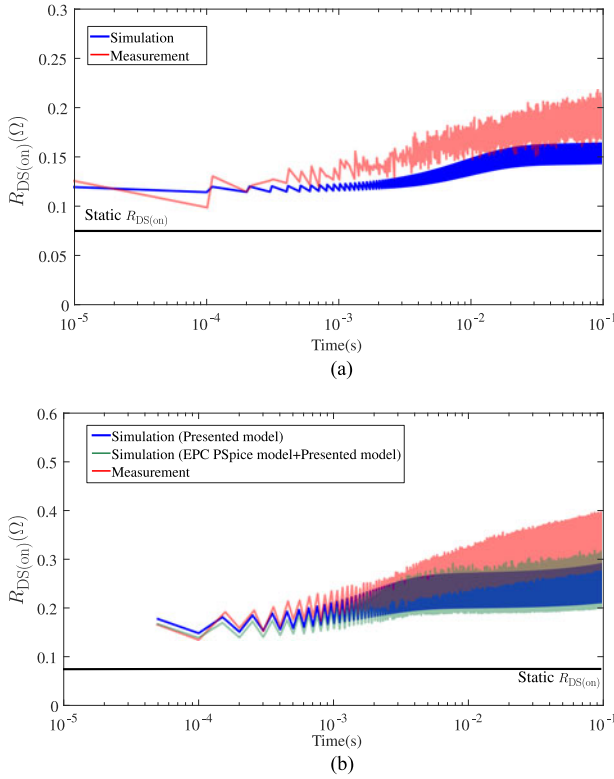 0.3
0.25
0.2
0.15
0.1
0.05
0
R_DS(on)(Ω)
Simulation
Measurement
Static R_DS(on)
10^-5
10^-4
10^-3
10^-2
10^-1
Time(s)
(a)
0.6
0.5
0.4
0.3
0.2
0.1
0
R_DS(on)(Ω)
Simulation (Presented model)
Simulation (EPC PSpice model+Presented model)
Measurement
Static R_DS(on)
10^-5
10^-4
10^-3
10^-2
10^-1
Time(s)
(b)